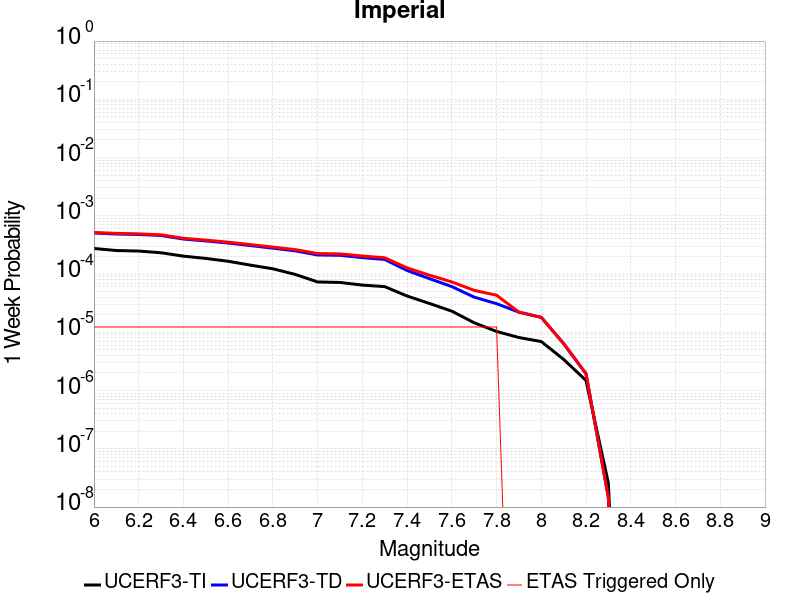 Imperial
10^0
10^-1
10^-2
10^-3
10^-4
10^-5
10^-6
10^-7
10^-8
1 Week Probability
6 6.2 6.4 6.6 6.8 7 7.2 7.4 7.6 7.8 8 8.2 8.4 8.6 8.8 9
Magnitude
UCERF3-TI UCERF3-TD UCERF3-ETAS ETAS Triggered Only